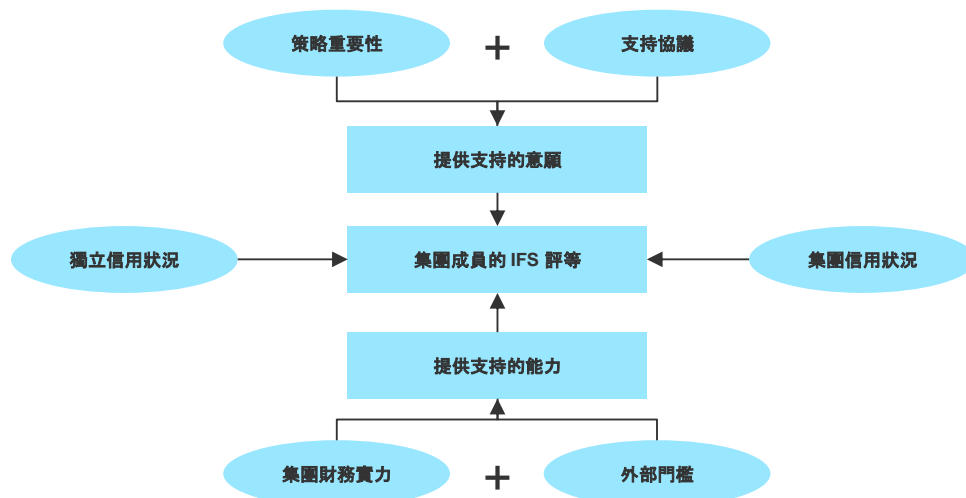 策略重要性
+
支持協議
提供支持的意願
獨立信用狀況
集團成員的 IFS 評等
集團信用狀況
提供支持的能力
集團財務實力
+
外部門檻